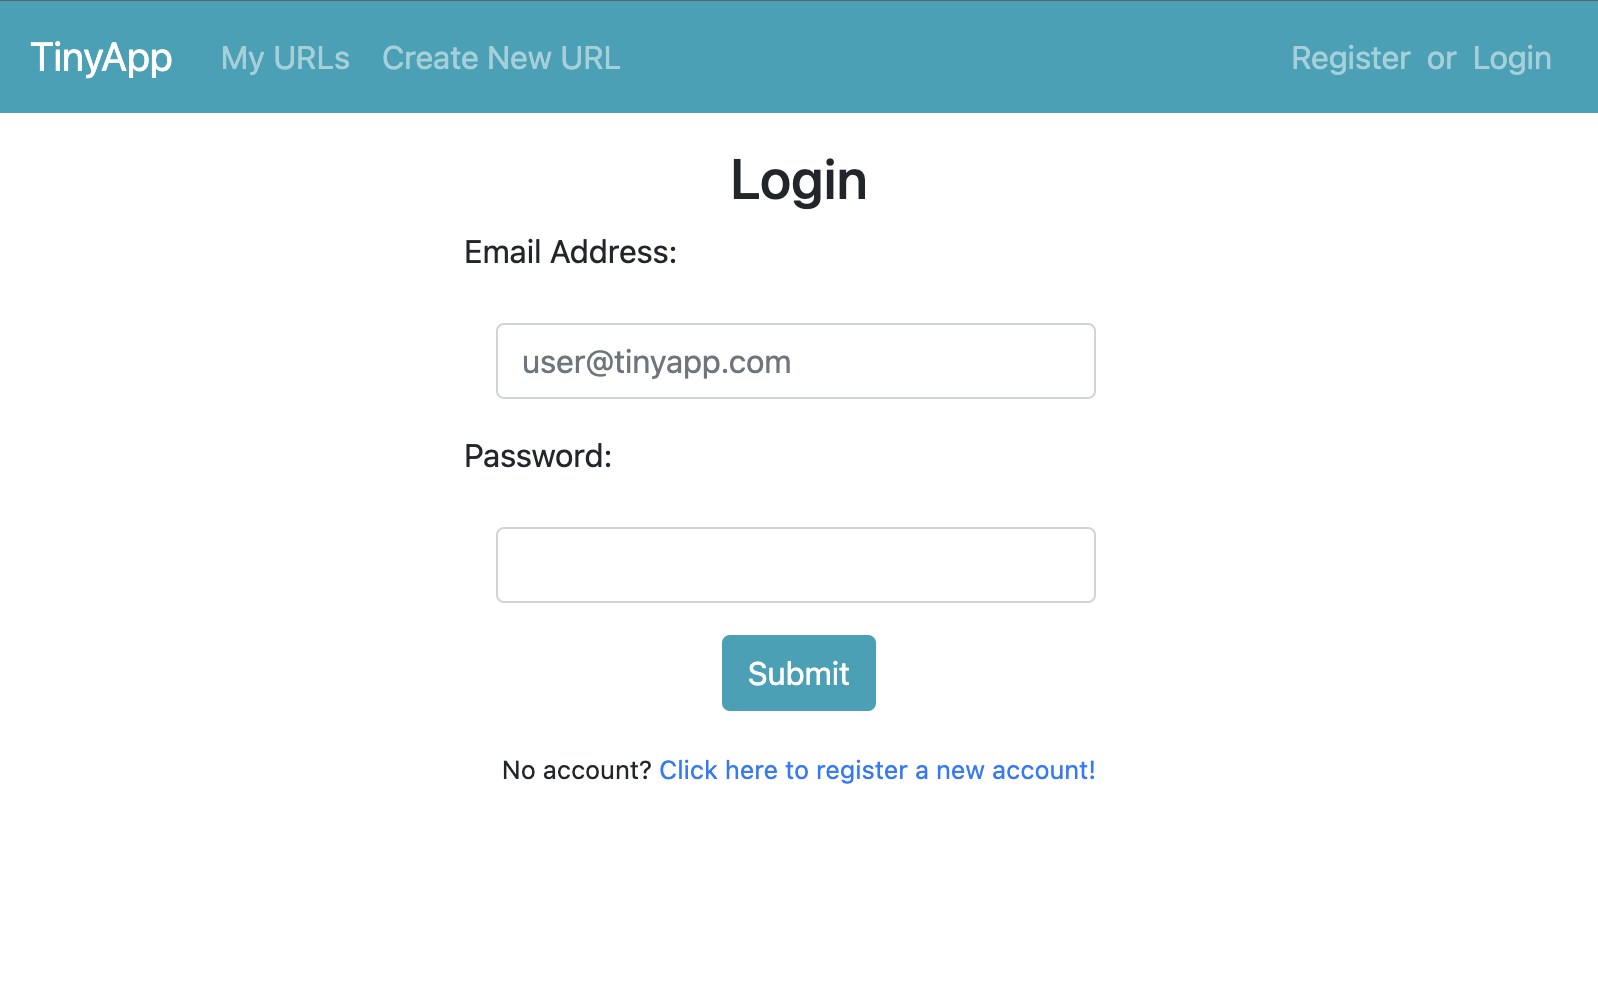 TinyApp My URLs Create New URL Register or Login
Login
Email Address:
user@tinyapp.com
Password:
Submit
No account? Click here to register a new account!